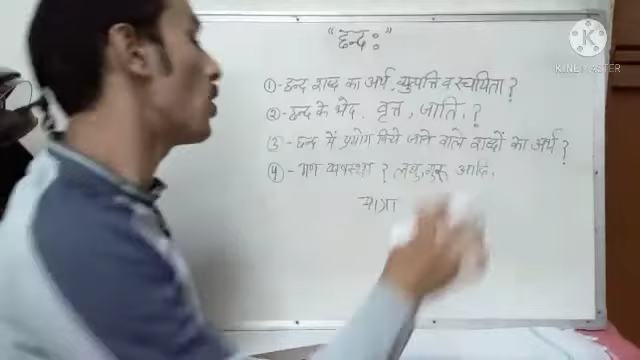 "छन्दः"
KINEMASTER
①-छन्द शब्द का अर्थ, व्युत्पत्ति व रचयिता ?
②-छन्द के भेद, वृत्त, जाति ?
③-छन्द में प्रयोग किये जाने वाले शब्दों का अर्थ ?
④-गण व्यवस्था ? लघु, गुरू आदि,
मात्रा